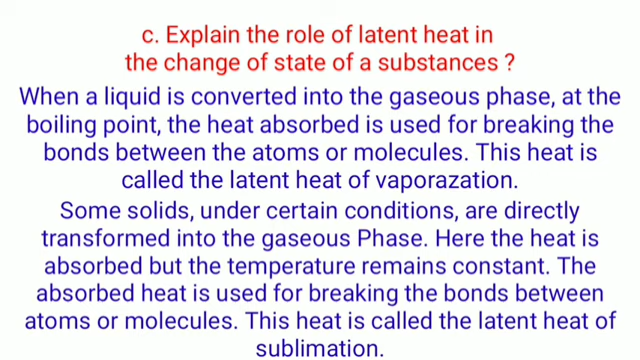 c. Explain the role of latent heat in
the change of state of a substances ?
When a liquid is converted into the gaseous phase, at the
boiling point, the heat absorbed is used for breaking the
bonds between the atoms or molecules. This heat is
called the latent heat of vaporazation.
Some solids, under certain conditions, are directly
transformed into the gaseous Phase. Here the heat is
absorbed but the temperature remains constant. The
absorbed heat is used for breaking the bonds between
atoms or molecules. This heat is called the latent heat of
sublimation.